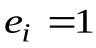 e_i = 1